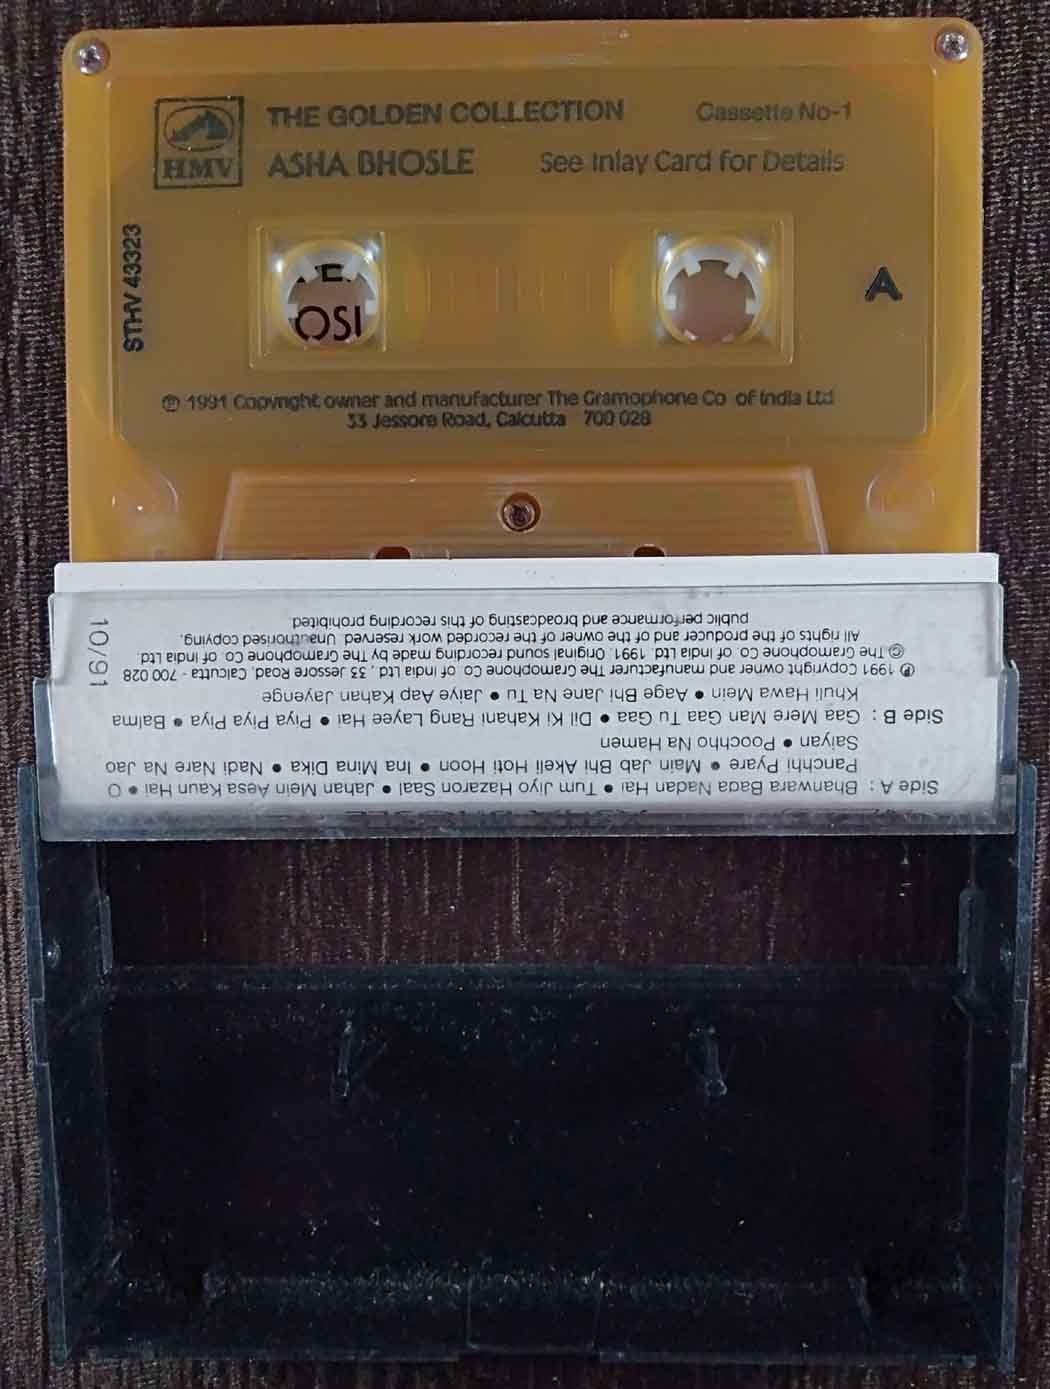 THE GOLDEN COLLECTION
Cassette No-1
HMV
ASHA BHOSLE
See Inlay Card for Details
STHV 43323
OSI
A
℗ 1991 Copyright owner and manufacturer The Gramophone Co of India Ltd
33 Jessore Road, Calcutta 700 028
Side A : Bhanwara Bada Nadan Hai • Tum Jiyo Hazaron Saal • Jahan Mein Aesa Kaun Hai • O
Panchhi Pyare • Main Jab Bhi Akeli Hoti Hoon • Ina Mina Dika • Nadi Nare Na Jao
Saiyan • Poochho Na Hamen
Side B : Gaa Mere Man Gaa Tu Gaa • Dil Ki Kahani Rang Layee Hai • Piya Piya Piya • Balma
Khuli Hawa Mein • Aage Bhi Jane Na Tu • Jaiye Aap Kahan Jayenge
℗ 1991 Copyright owner and manufacturer The Gramophone Co. of India Ltd., 33 Jessore Road, Calcutta - 700 028
© The Gramophone Co. of India Ltd. 1991. Original sound recording made by The Gramophone Co. of India Ltd.
All rights of the producer and of the owner of the recorded work reserved. Unauthorised copying,
public performance and broadcasting of this recording prohibited
10/91